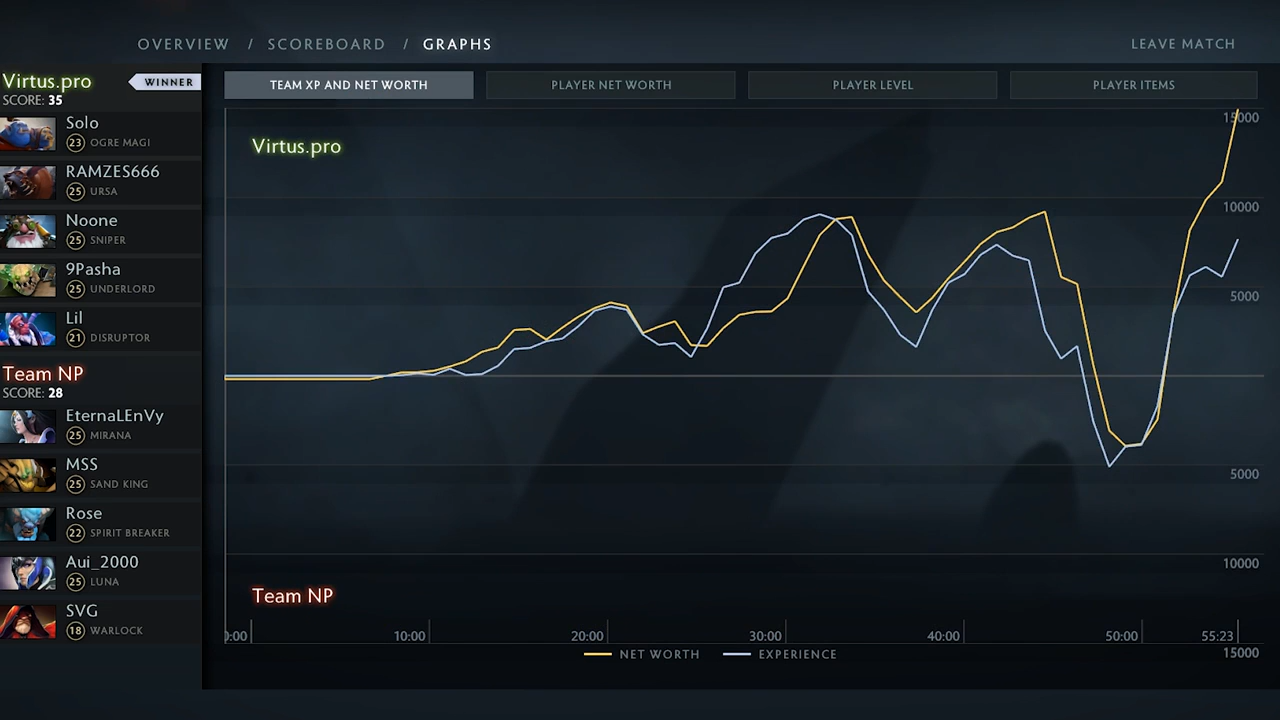 OVERVIEW / SCOREBOARD / GRAPHS
LEAVE MATCH
Virtus.pro
WINNER
SCORE: 35
Solo
23 OGRE MAGI
RAMZES666
25 URSA
Noone
25 SNIPER
9Pasha
25 UNDERLORD
Lil
21 DISRUPTOR
Team NP
SCORE: 28
EternaLEnVy
25 MIRANA
MSS
25 SAND KING
Rose
22 SPIRIT BREAKER
Aui_2000
25 LUNA
SVG
18 WARLOCK
TEAM XP AND NET WORTH
PLAYER NET WORTH
PLAYER LEVEL
PLAYER ITEMS
Virtus.pro
15000
10000
5000
5000
10000
15000
Team NP
0:00 10:00 20:00 30:00 40:00 50:00 55:23
NET WORTH
EXPERIENCE